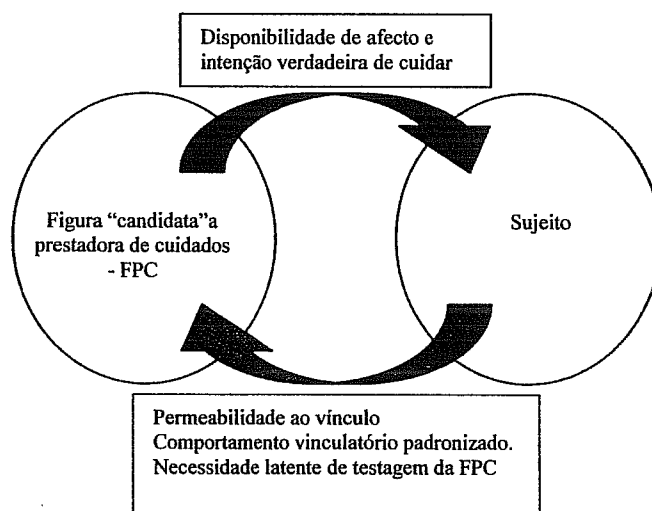 Disponibilidade de afecto e
intenção verdadeira de cuidar
Figura “candidata”a
prestadora de cuidados
- FPC
Sujeito
Permeabilidade ao vínculo
Comportamento vinculatório padronizado.
Necessidade latente de testagem da FPC